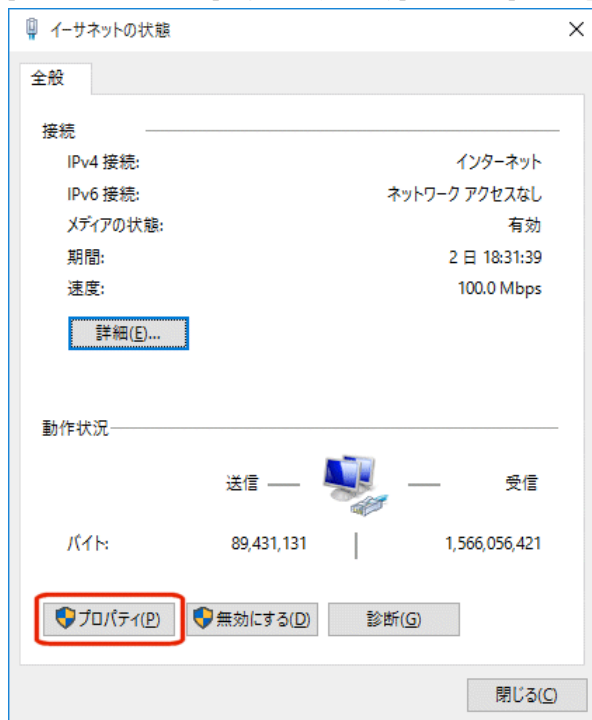 イーサネットの状態
全般
接続
IPv4 接続: インターネット
IPv6 接続: ネットワーク アクセスなし
メディアの状態: 有効
期間: 2 日 18:31:39
速度: 100.0 Mbps
詳細(E)...
動作状況
送信 受信
バイト: 89,431,131 1,566,056,421
プロパティ(P) 無効にする(D) 診断(G)
閉じる(C)